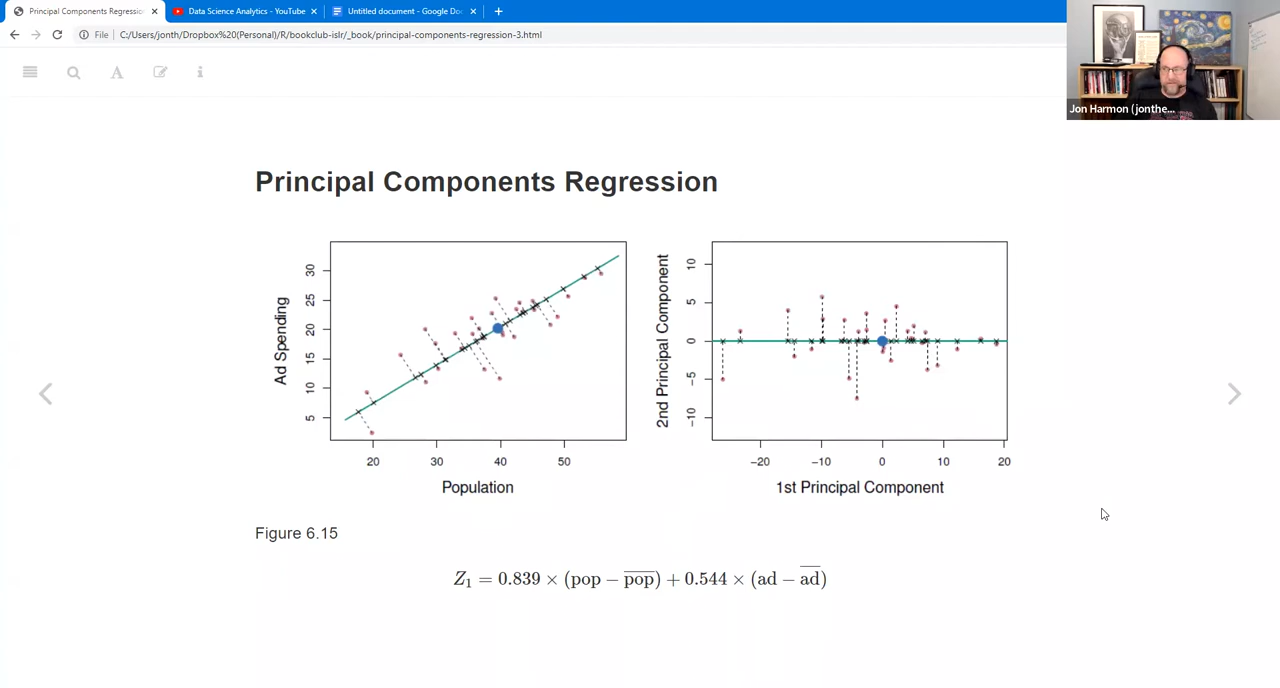 Principal Components Regressio
Data Science Analytics - YouTube
Untitled document - Google Do
File
C:/Users/jonth/Dropbox%20(Personal)/R/bookclub-islr/_book/principal-components-regression-3.html
Jon Harmon (jonthe...
Principal Components Regression
Ad Spending
30
25
20
15
10
5
20 30 40 50
Population
2nd Principal Component
10
5
0
−5
−10
−20 −10 0 10 20
1st Principal Component
Figure 6.15
Z₁ = 0.839 × (pop − p̅o̅p̅) + 0.544 × (ad − a̅d̅)